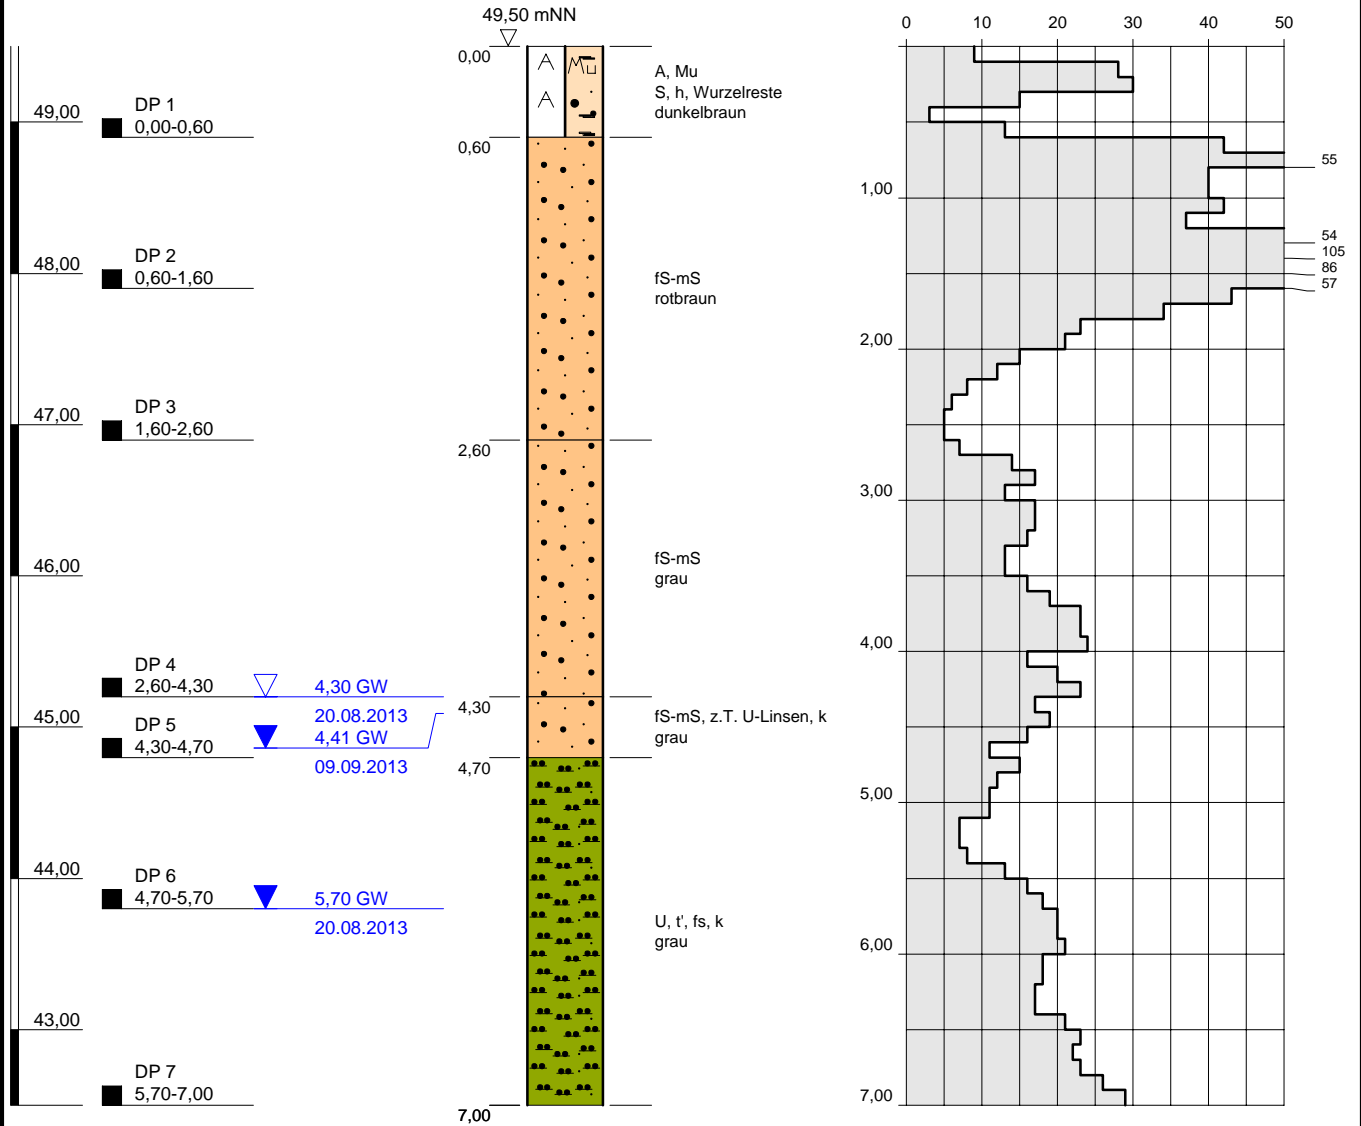 49,50 mNN
0 10 20 30 40 50
0,00
A
M u
A
A, Mu
S, h, Wurzelreste
dunkelbraun
49,00
DP 1
0,00-0,60
0,60
55
1,00
54
105
86
57
48,00
DP 2
0,60-1,60
fS-mS
rotbraun
2,00
47,00
DP 3
1,60-2,60
2,60
3,00
46,00
fS-mS
grau
4,00
DP 4
2,60-4,30
4,30 GW
20.08.2013
4,30
45,00
DP 5
4,30-4,70
4,41 GW
09.09.2013
fS-mS, z.T. U-Linsen, k
grau
4,70
5,00
44,00
DP 6
4,70-5,70
5,70 GW
20.08.2013
U, t', fs, k
grau
6,00
43,00
DP 7
5,70-7,00
7,00
7,00